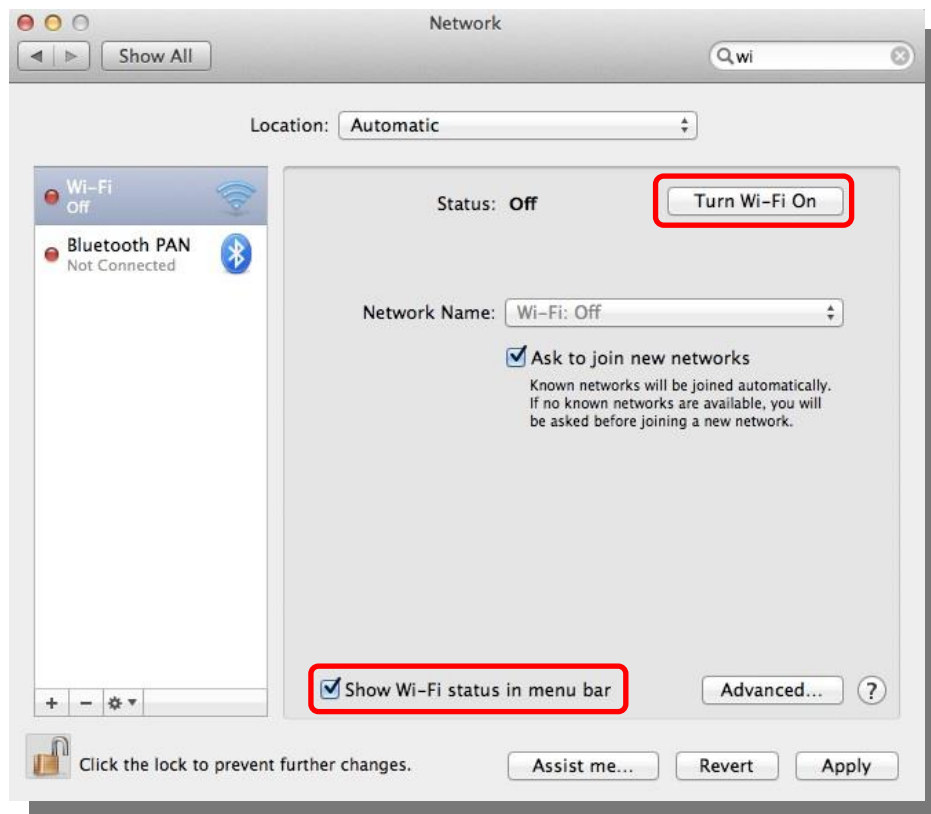 Network
Show All
wi
Location: Automatic
Wi-Fi
Off
Bluetooth PAN
Not Connected
Status: Off
Turn Wi-Fi On
Network Name: Wi-Fi: Off
Ask to join new networks
Known networks will be joined automatically.
If no known networks are available, you will
be asked before joining a new network.
Show Wi-Fi status in menu bar
Advanced...
?
Click the lock to prevent further changes.
Assist me...
Revert
Apply